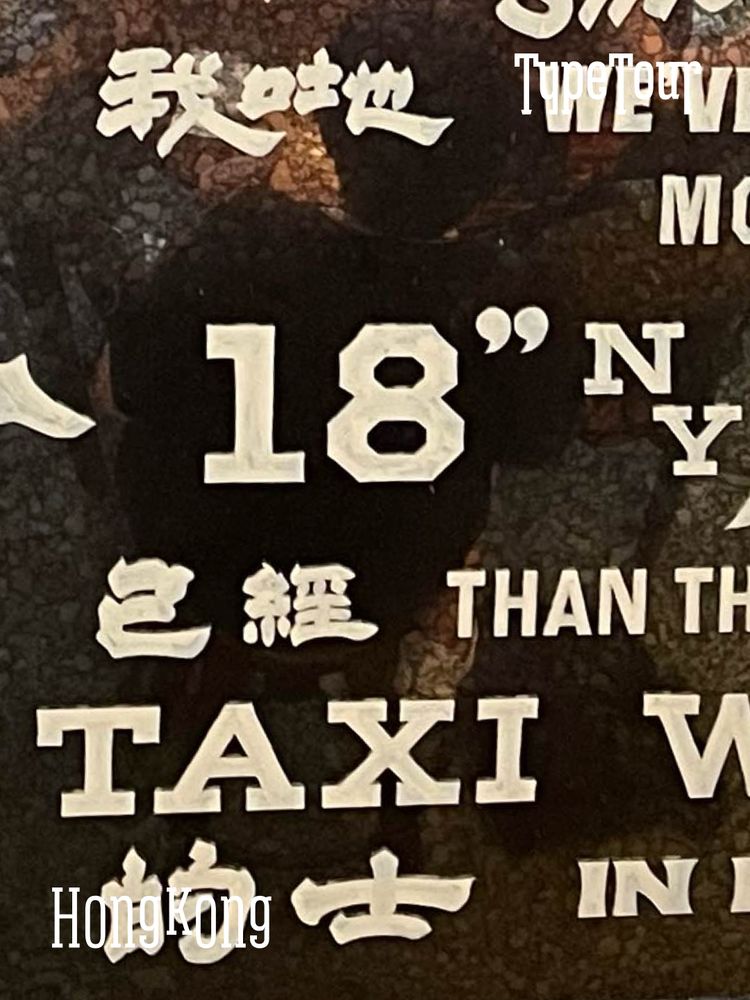 TypeTour
我哋 WE'V
MO
18” N
Y
已經 THAN TH
TAXI W
的士 IN
HongKong